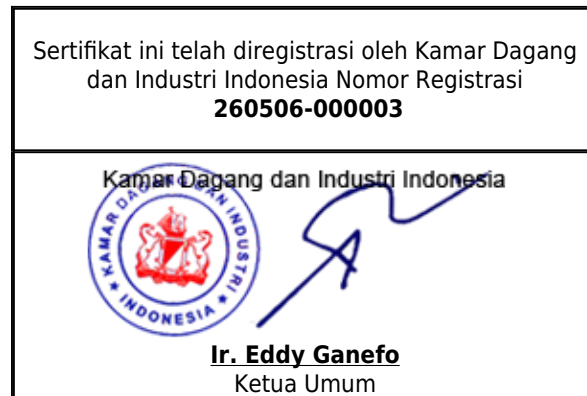 Sertifikat ini telah diregistrasi oleh Kamar Dagang
dan Industri Indonesia Nomor Registrasi
260506-000003
Kamar Dagang dan Industri Indonesia
KAMAR DAGANG DAN INDUSTRI
INDONESIA
Ir. Eddy Ganefo
Ketua Umum